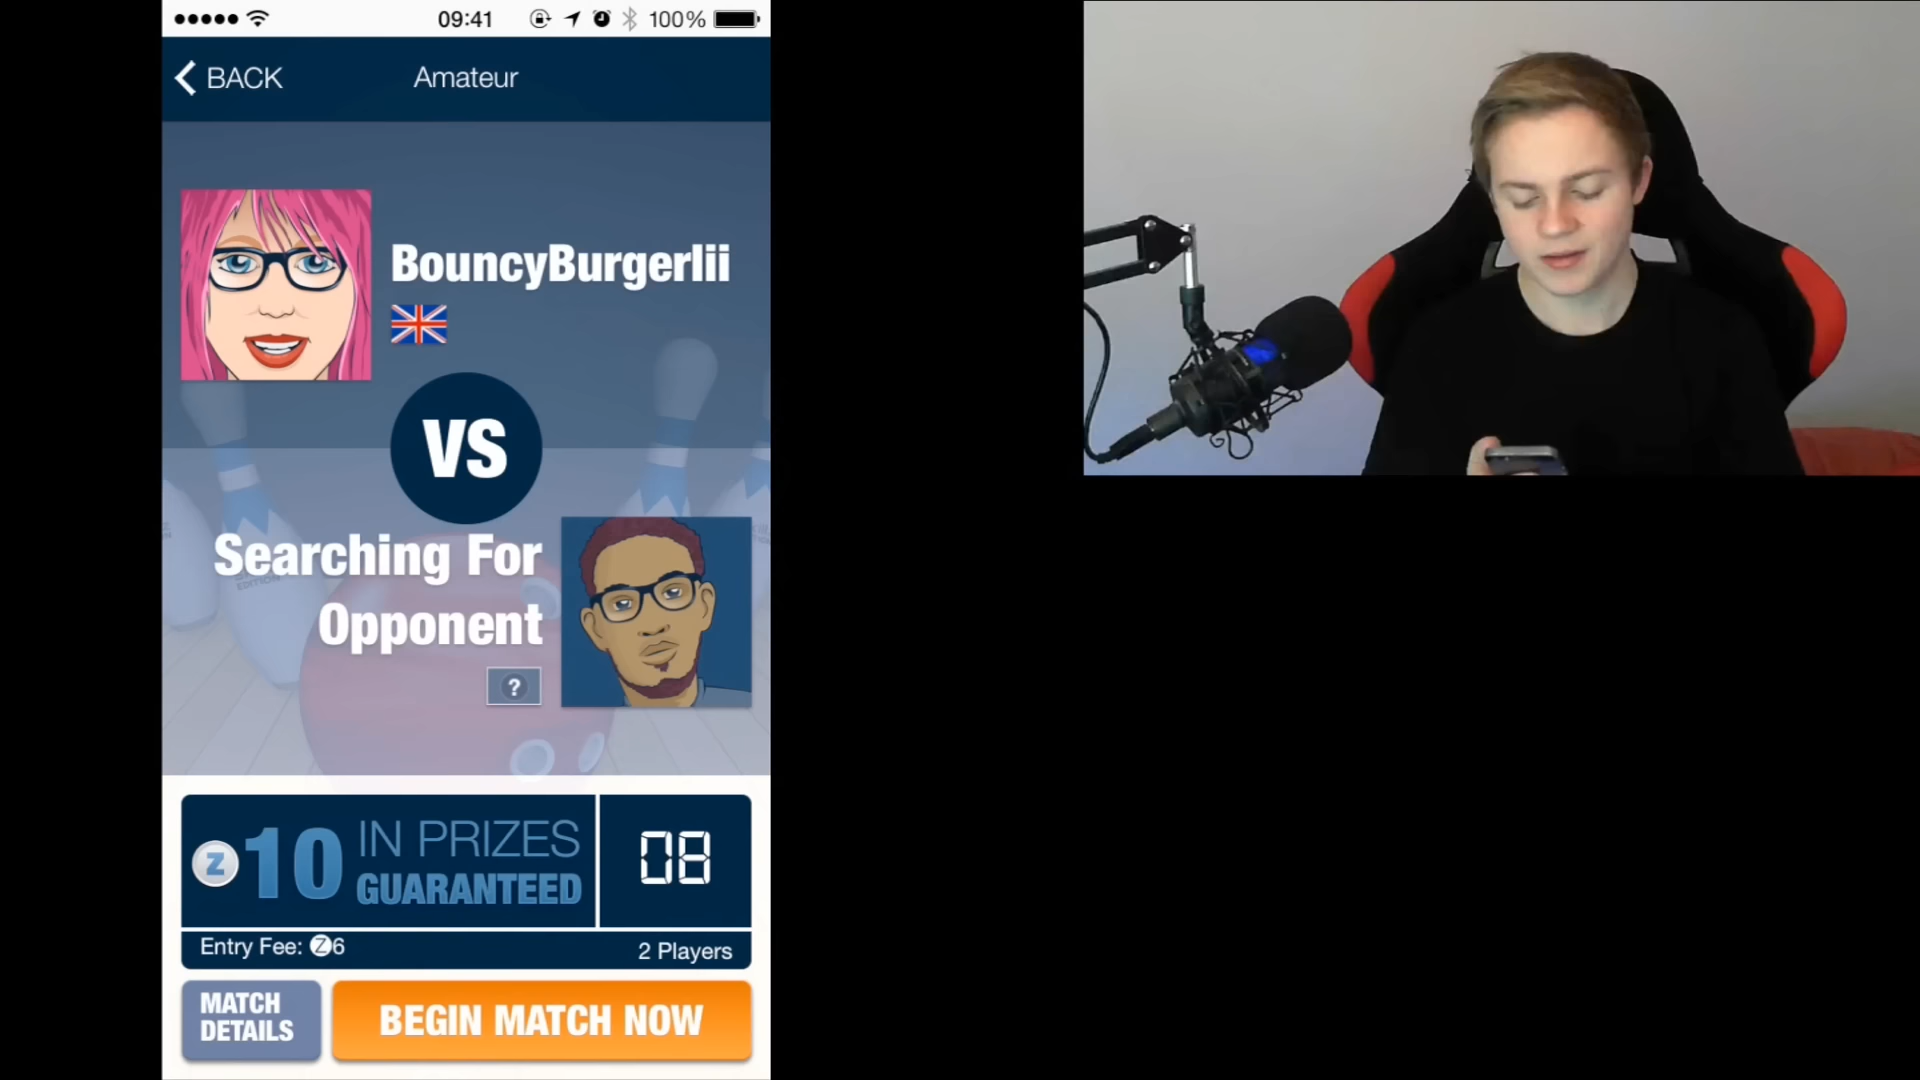 09:41 100%
BACK Amateur
BouncyBurgerlii
VS
Searching For
Opponent
?
Z 10 IN PRIZES
GUARANTEED
08
Entry Fee: Z6
2 Players
MATCH
DETAILS
BEGIN MATCH NOW